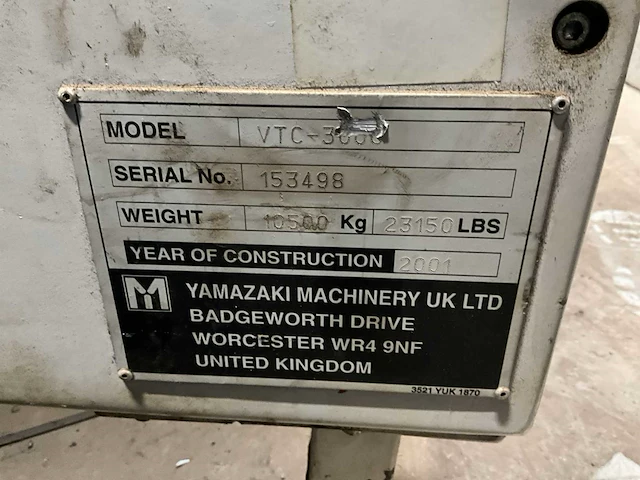 MODEL VTC-
SERIAL No. 153498
WEIGHT 10500 Kg 23150 LBS
YEAR OF CONSTRUCTION 2001
YAMAZAKI MACHINERY UK LTD
BADGEWORTH DRIVE
WORCESTER WR4 9NF
UNITED KINGDOM
3521 YUK 1870